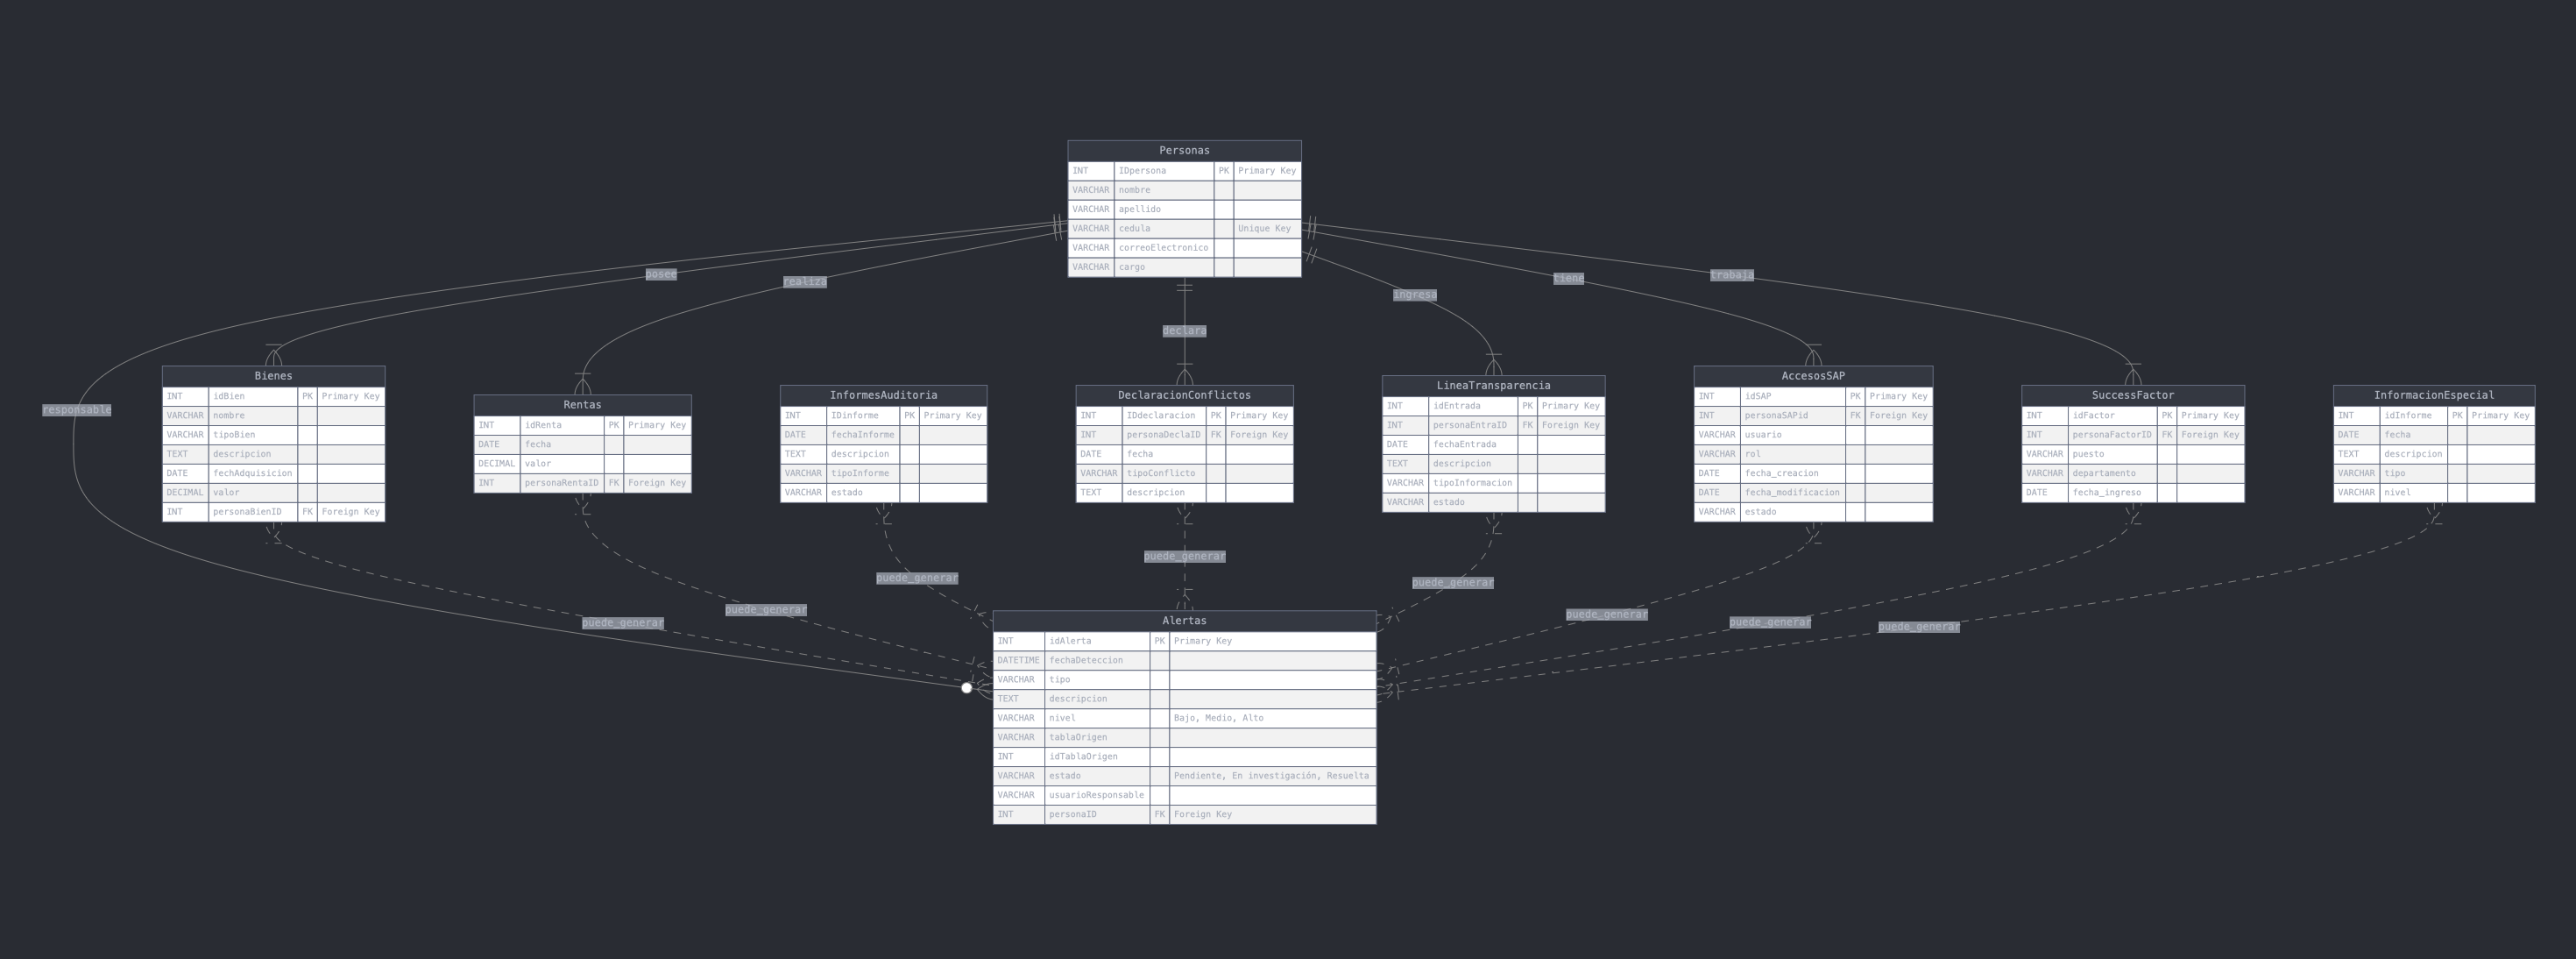 Personas
INT IDpersona PK Primary Key
VARCHAR nombre
VARCHAR apellido
VARCHAR cedula Unique Key
VARCHAR correoElectronico
VARCHAR cargo
posee
realiza
declara
ingresa
tiene
trabaja
responsable
Bienes
INT idBien PK Primary Key
VARCHAR nombre
VARCHAR tipoBien
TEXT descripcion
DATE fechAdquisicion
DECIMAL valor
INT personaBienID FK Foreign Key
Rentas
INT idRenta PK Primary Key
DATE fecha
DECIMAL valor
INT personaRentaID FK Foreign Key
InformesAuditoria
INT IDinforme PK Primary Key
DATE fechaInforme
TEXT descripcion
VARCHAR tipoInforme
VARCHAR estado
DeclaracionConflictos
INT IDdeclaracion PK Primary Key
INT personaDeclaID FK Foreign Key
DATE fecha
VARCHAR tipoConflicto
TEXT descripcion
LineaTransparencia
INT idEntrada PK Primary Key
INT personaEntraID FK Foreign Key
DATE fechaEntrada
TEXT descripcion
VARCHAR tipoInformacion
VARCHAR estado
AccesosSAP
INT idSAP PK Primary Key
INT personaSAPid FK Foreign Key
VARCHAR usuario
VARCHAR rol
DATE fecha_creacion
DATE fecha_modificacion
VARCHAR estado
SuccessFactor
INT idFactor PK Primary Key
INT personaFactorID FK Foreign Key
VARCHAR puesto
VARCHAR departamento
DATE fecha_ingreso
InformacionEspecial
INT idInforme PK Primary Key
DATE fecha
TEXT descripcion
VARCHAR tipo
VARCHAR nivel
puede_generar
puede_generar
puede_generar
puede_generar
puede_generar
puede_generar
puede_generar
puede_generar
Alertas
INT idAlerta PK Primary Key
DATETIME fechaDeteccion
VARCHAR tipo
TEXT descripcion
VARCHAR nivel Bajo, Medio, Alto
VARCHAR tablaOrigen
INT idTablaOrigen
VARCHAR estado Pendiente, En investigación, Resuelta
VARCHAR usuarioResponsable
INT personaID FK Foreign Key